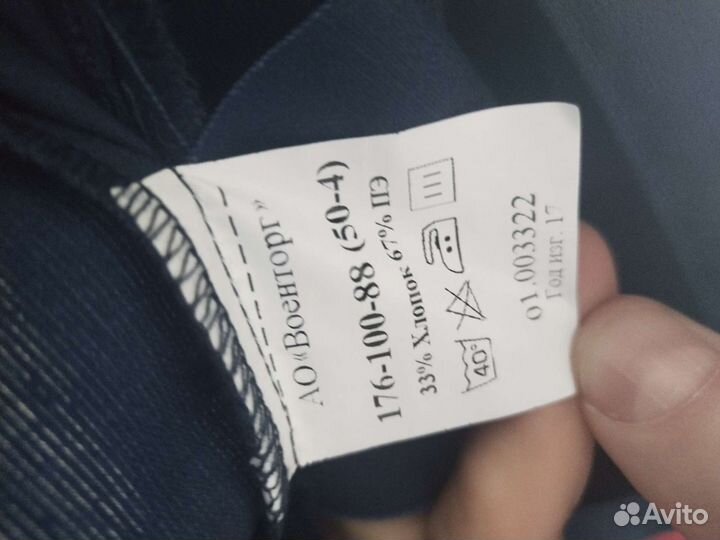 АО «Военторг»
176-100-88 (50-4)
33% Хлопок 67% ПЭ
40°
01.003322
Год изг. 17
Avito